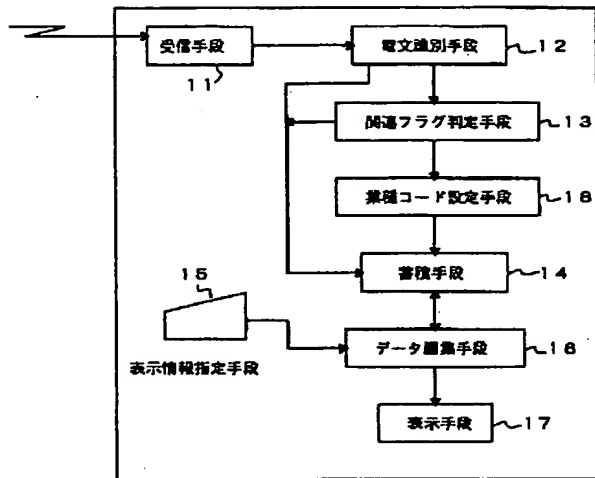 受信手段
11
電文識別手段
12
関連フラグ判定手段
13
業種コード設定手段
18
蓄積手段
14
15
表示情報指定手段
データ編集手段
16
表示手段
17